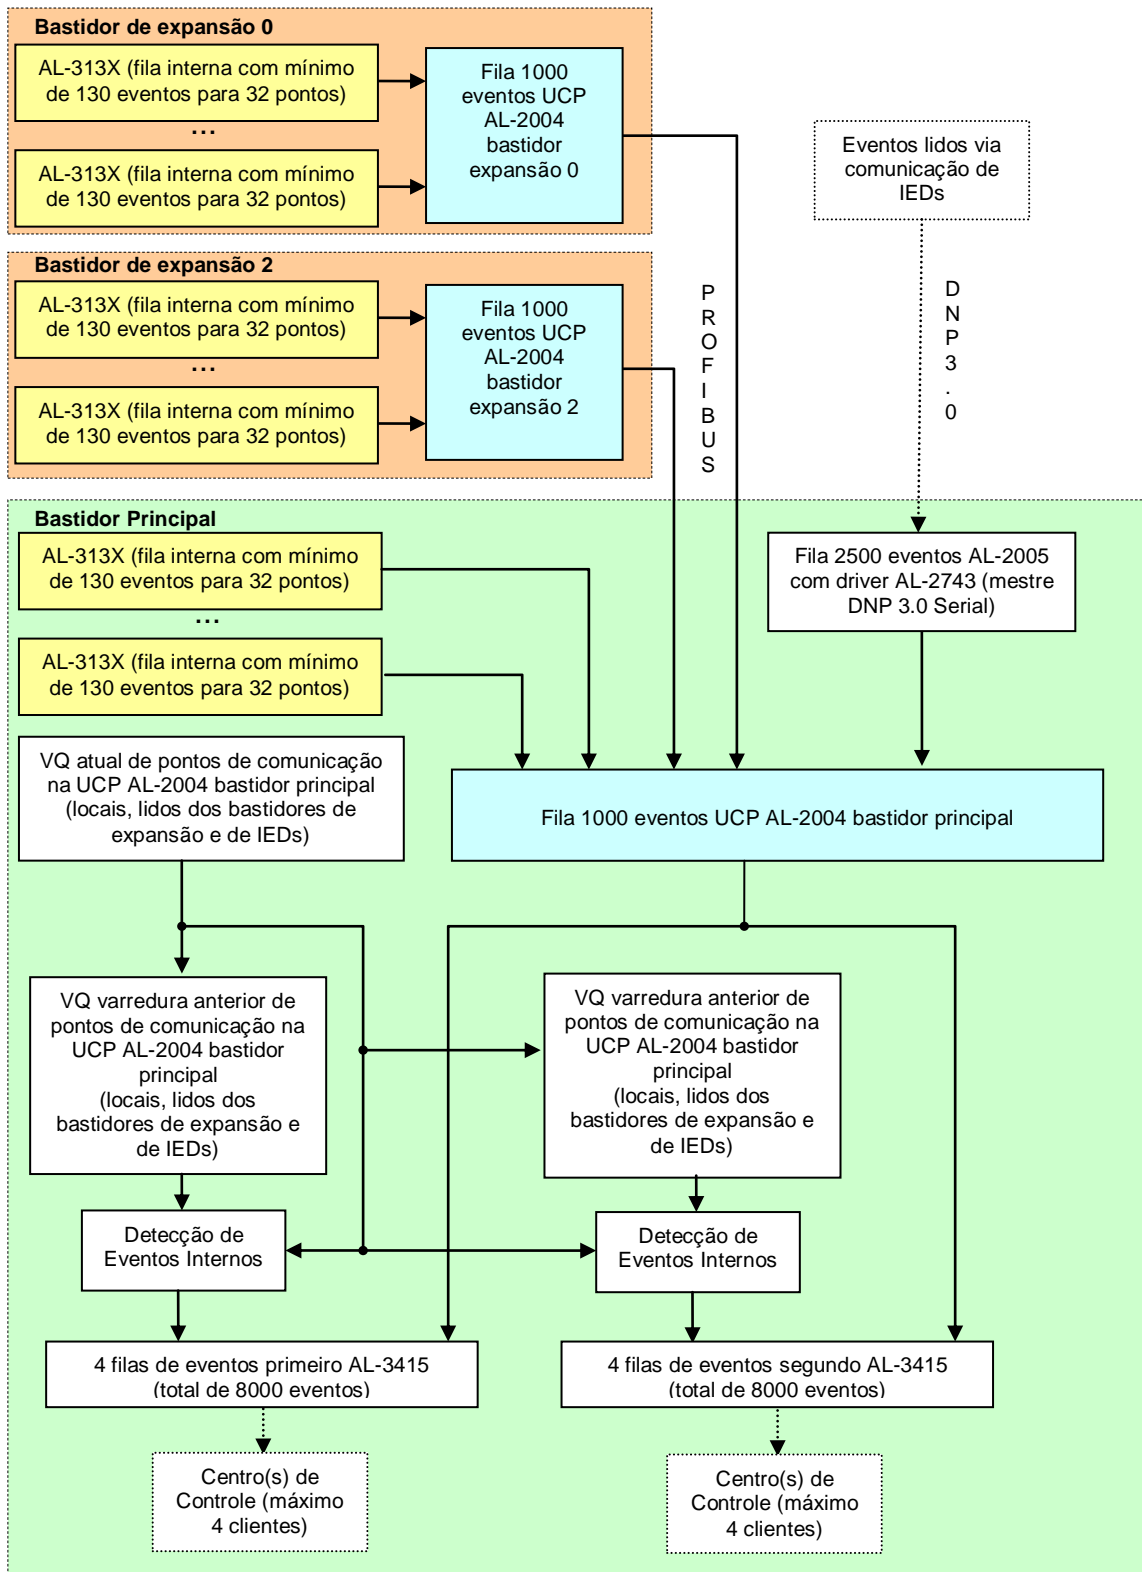 Bastidor de expansão 0
AL-313X (fila interna com mínimo
de 130 eventos para 32 pontos)
...
AL-313X (fila interna com mínimo
de 130 eventos para 32 pontos)
Fila 1000
eventos UCP
AL-2004
bastidor
expansão 0
Eventos lidos via
comunicação de
IEDs
Bastidor de expansão 2
AL-313X (fila interna com mínimo
de 130 eventos para 32 pontos)
...
AL-313X (fila interna com mínimo
de 130 eventos para 32 pontos)
Fila 1000
eventos UCP
AL-2004
bastidor
expansão 2
P
R
O
F
I
B
U
S
D
N
P
3
.
0
Bastidor Principal
AL-313X (fila interna com mínimo
de 130 eventos para 32 pontos)
...
AL-313X (fila interna com mínimo
de 130 eventos para 32 pontos)
Fila 2500 eventos AL-2005
com driver AL-2743 (mestre
DNP 3.0 Serial)
VQ atual de pontos de comunicação
na UCP AL-2004 bastidor principal
(locais, lidos dos bastidores de
expansão e de IEDs)
Fila 1000 eventos UCP AL-2004 bastidor principal
VQ varredura anterior de
pontos de comunicação na
UCP AL-2004 bastidor
principal
(locais, lidos dos
bastidores de expansão e
de IEDs)
VQ varredura anterior de
pontos de comunicação na
UCP AL-2004 bastidor
principal
(locais, lidos dos
bastidores de expansão e
de IEDs)
Detecção de
Eventos Internos
Detecção de
Eventos Internos
4 filas de eventos primeiro AL-3415
(total de 8000 eventos)
4 filas de eventos segundo AL-3415
(total de 8000 eventos)
Centro(s) de
Controle (máximo
4 clientes)
Centro(s) de
Controle (máximo
4 clientes)